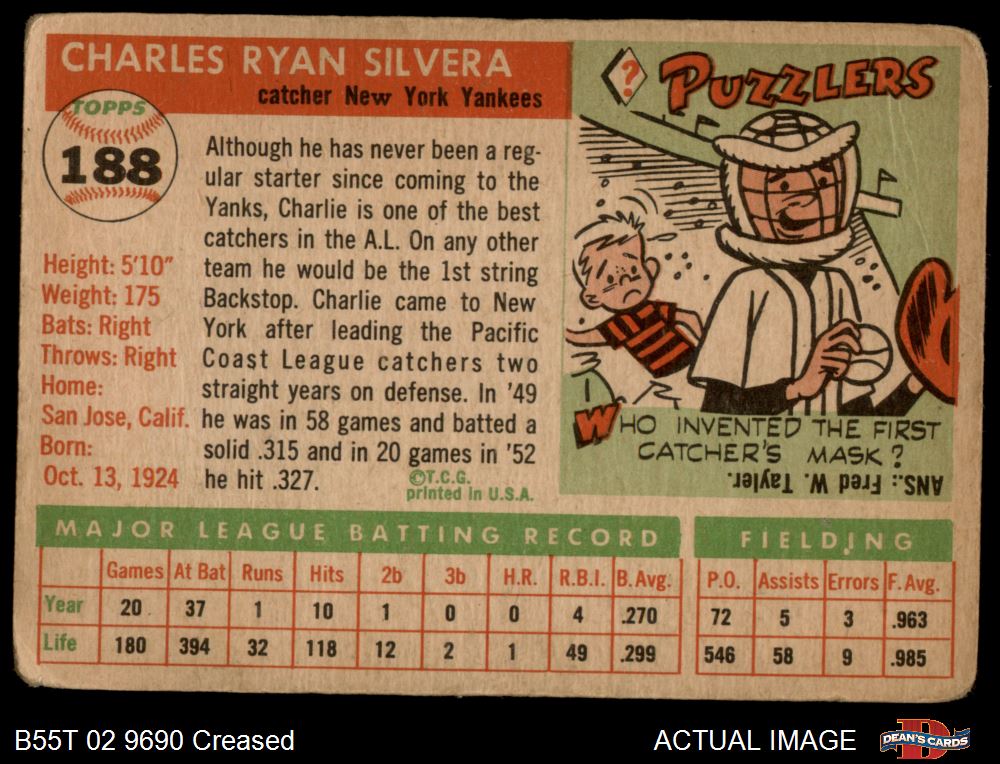 CHARLES RYAN SILVERA
catcher New York Yankees
TOPPS
188
Height: 5'10"
Weight: 175
Bats: Right
Throws: Right
Home:
San Jose, Calif.
Born:
Oct. 13, 1924
Although he has never been a reg-
ular starter since coming to the
Yanks, Charlie is one of the best
catchers in the A.L. On any other
team he would be the 1st string
Backstop. Charlie came to New
York after leading the Pacific
Coast League catchers two
straight years on defense. In '49
he was in 58 games and batted a
solid .315 and in 20 games in '52
he hit .327.
©T.C.G.
printed in U.S.A.
?
PUZZLERS
WHO INVENTED THE FIRST
CATCHER'S MASK?
ANS.: Fred W. Tayler.
MAJOR LEAGUE BATTING RECORD
FIELDING
Games At Bat Runs Hits 2b 3b H.R. R.B.I. B. Avg. P.O. Assists Errors F. Avg.
Year 20 37 1 10 1 0 0 4 .270 72 5 3 .963
Life 180 394 32 118 12 2 1 49 .299 546 58 9 .985
B55T 02 9690 Creased
ACTUAL IMAGE
D
DEAN'S CARDS